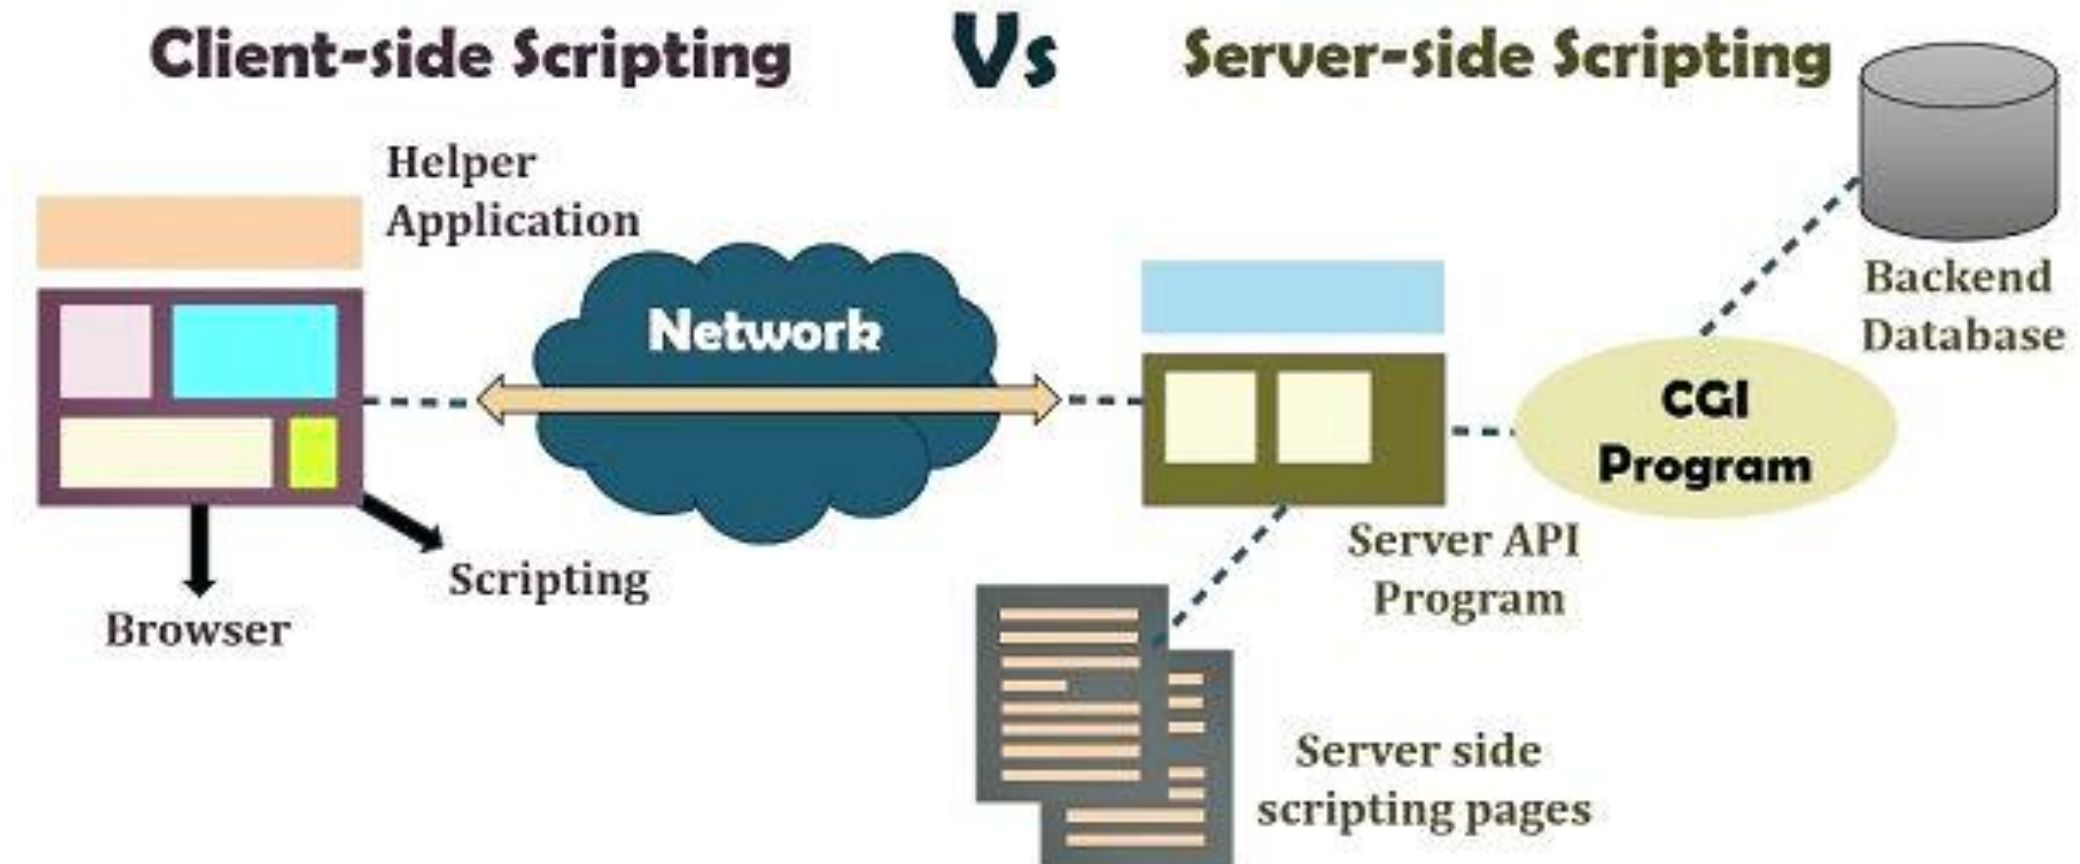 Client-side Scripting Vs Server-side Scripting
Helper
Application
Network
Browser
Scripting
Backend
Database
CGI
Program
Server API
Program
Server side
scripting pages